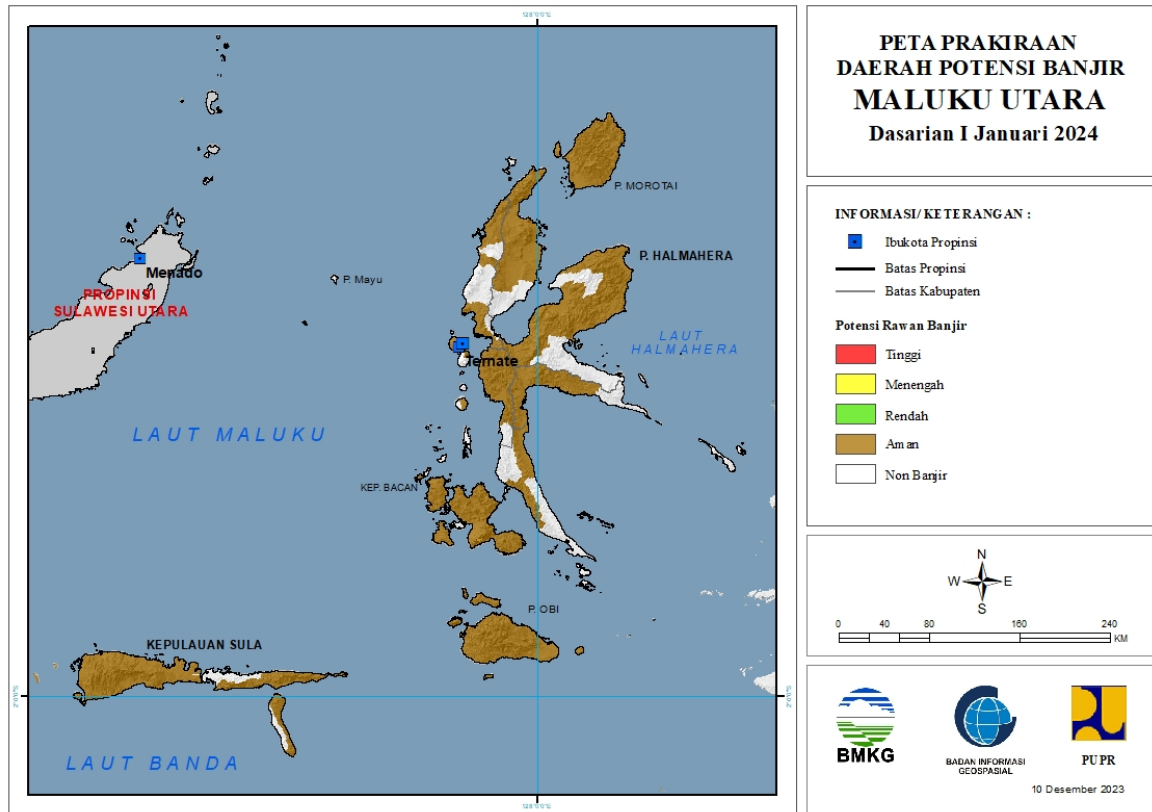 PETA PRAKIRAAN
DAERAH POTENSI BANJIR
MALUKU UTARA
Dasarian I Januari 2024
INFORMASI/ KETERANGAN :
Ibukota Propinsi
Batas Propinsi
Batas Kabupaten
Potensi Rawan Banjir
Tinggi
Menengah
Rendah
Aman
Non Banjir
N
W E
S
0 40 80 160 240
KM
BMKG
BADAN INFORMASI
GEOSPASIAL
PUPR
10 Desember 2023
P. MOROTAI
P. HALMAHERA
Menado
P. Mayu
PROPINSI
SULAWESI UTARA
LAUT
HALMAHERA
Ternate
LAUT MALUKU
KEP. BACAN
P. OBI
KEPULAUAN SULA
LAUT BANDA